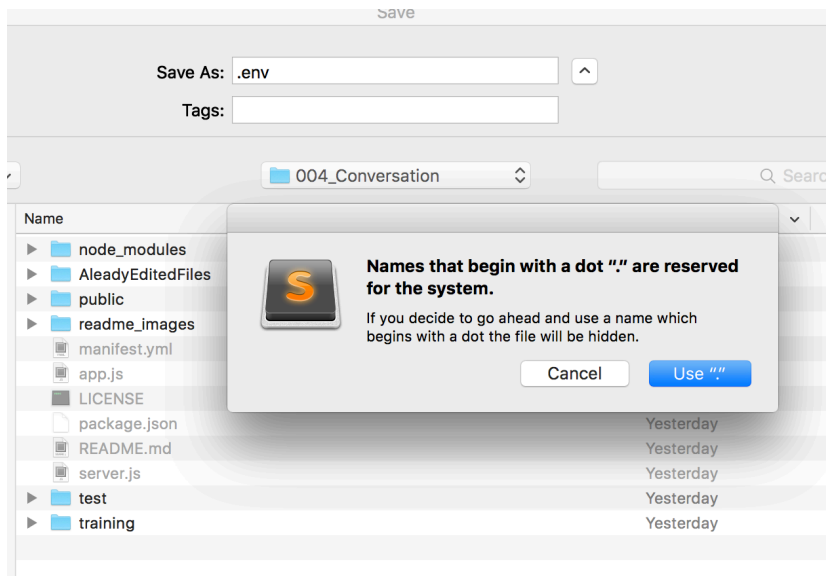 Save
Save As: .env
Tags:
004_Conversation
Searc
Name
node_modules
AleadyEditedFiles
public
readme_images
manifest.yml
app.js
LICENSE
package.json Yesterday
README.md Yesterday
server.js Yesterday
test Yesterday
training Yesterday
Names that begin with a dot “.” are reserved
for the system.
If you decide to go ahead and use a name which
begins with a dot the file will be hidden.
Cancel Use “.”